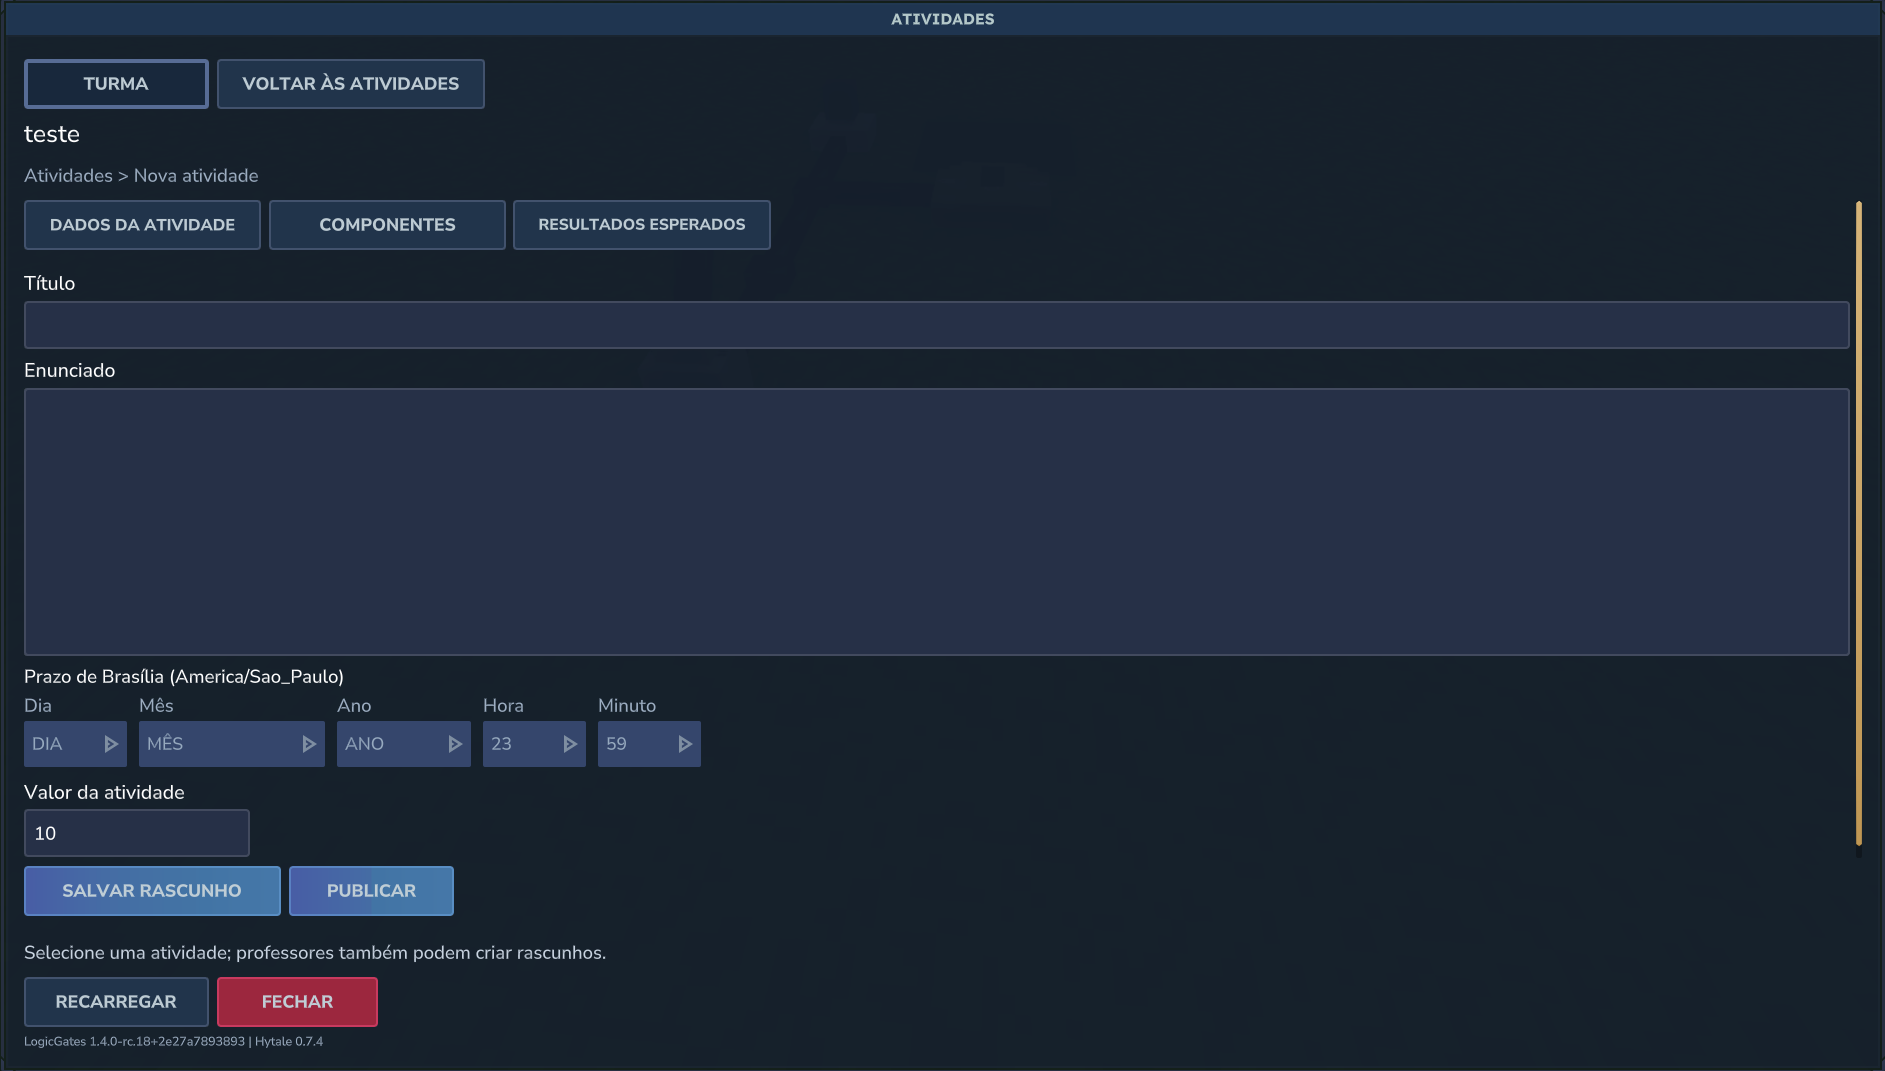 ATIVIDADES
TURMA
VOLTAR ÀS ATIVIDADES
teste
Atividades > Nova atividade
DADOS DA ATIVIDADE
COMPONENTES
RESULTADOS ESPERADOS
Título
Enunciado
Prazo de Brasília (America/Sao_Paulo)
Dia
Mês
Ano
Hora
Minuto
DIA
MÊS
ANO
23
59
Valor da atividade
10
SALVAR RASCUNHO
PUBLICAR
Selecione uma atividade; professores também podem criar rascunhos.
RECARREGAR
FECHAR
LogicGates 1.4.0-rc.18+2e27a7893893 | Hytale 0.7.4